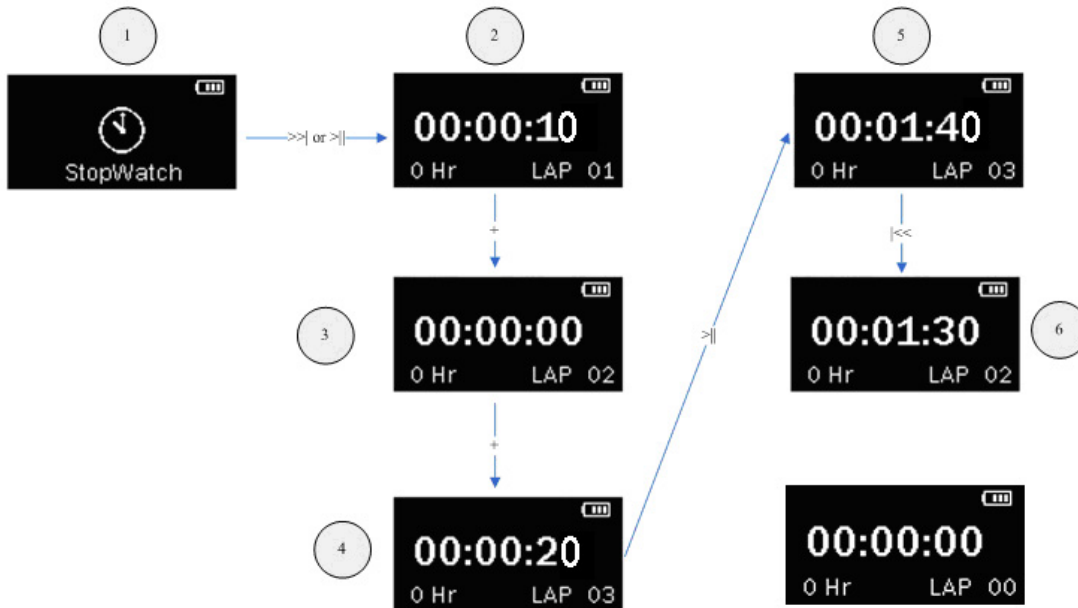 1
StopWatch
>>| or >||
2
00:00:10
0 Hr LAP 01
+
3
00:00:00
0 Hr LAP 02
+
4
00:00:20
0 Hr LAP 03
>||
5
00:01:40
0 Hr LAP 03
|<<
6
00:01:30
0 Hr LAP 02
00:00:00
0 Hr LAP 00